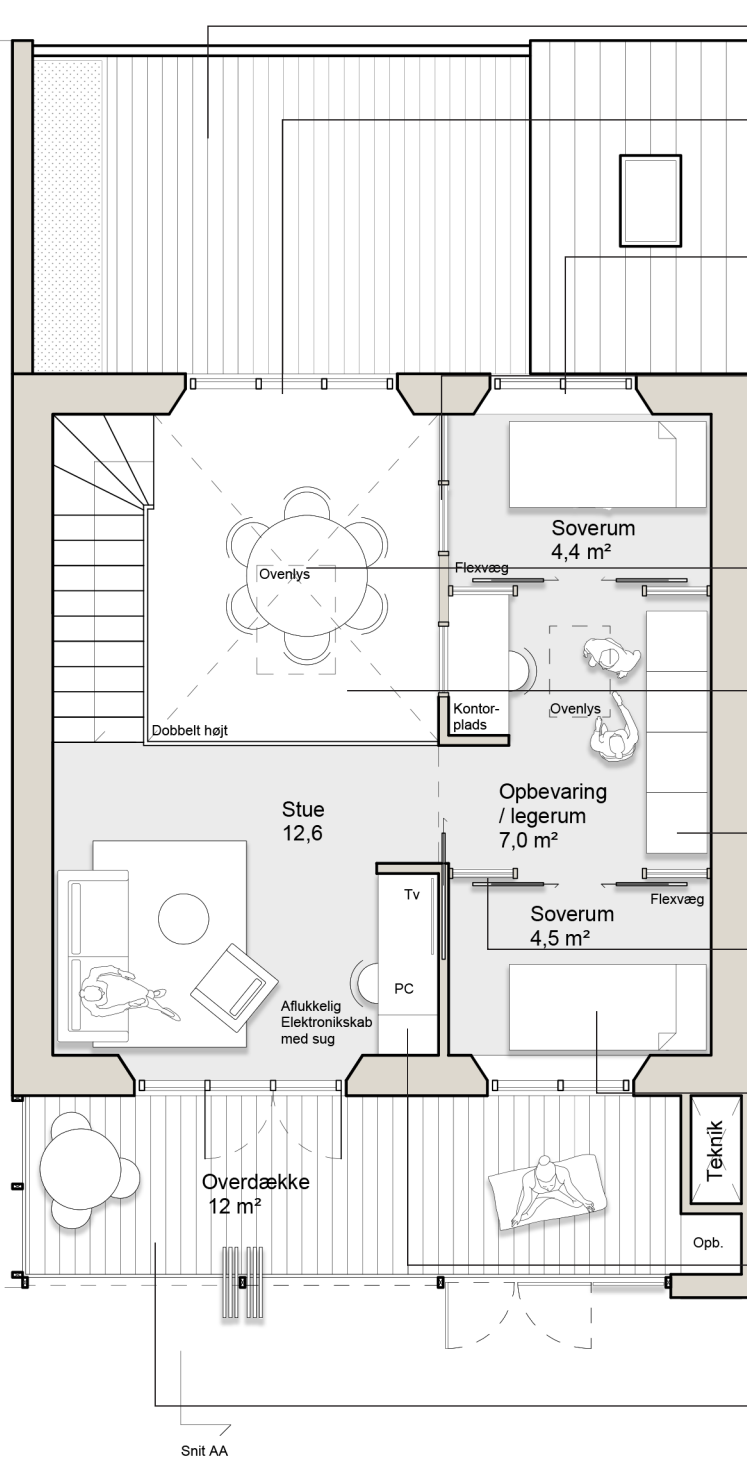 Soverum
4,4 m²
Flexvæg
Ovenlys
Kontor-
plads
Ovenlys
Dobbelt højt
Stue
12,6
Opbevaring
/ legerum
7,0 m²
Tv
Flexvæg
Soverum
4,5 m²
PC
Aflukkelig
Elektronikskab
med sug
Teknik
Overdække
12 m²
Opb.
Snit AA